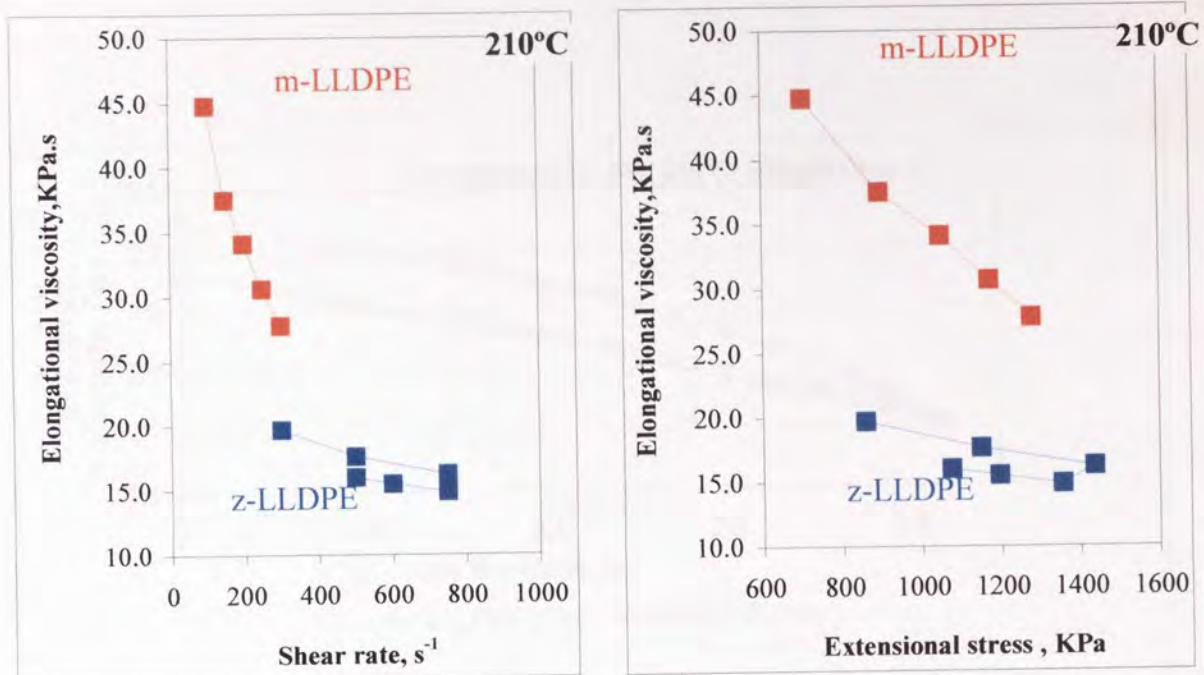 210ºC
m-LLDPE
50.0
45.0
40.0
35.0
30.0
25.0
20.0
15.0
10.0
Elongational viscosity,KPa.s
z-LLDPE
0 200 400 600 800 1000
Shear rate, s⁻¹
210ºC
m-LLDPE
50.0
45.0
40.0
35.0
30.0
25.0
20.0
15.0
10.0
Elongational viscosity,KPa.s
z-LLDPE
600 800 1000 1200 1400 1600
Extensional stress , KPa